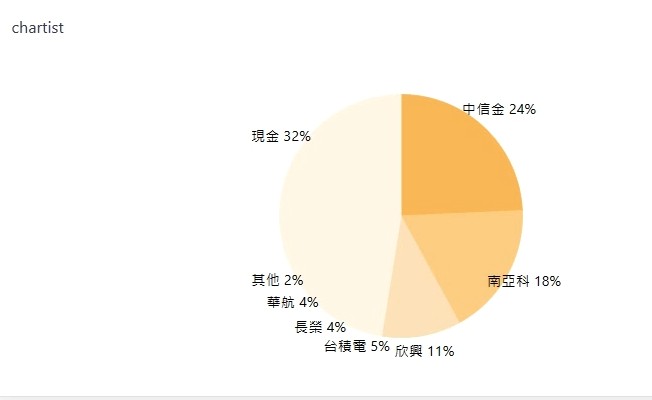 chartist
中信金 24%
現金 32%
南亞科 18%
其他 2%
華航 4%
長榮 4%
台積電 5%
欣興 11%